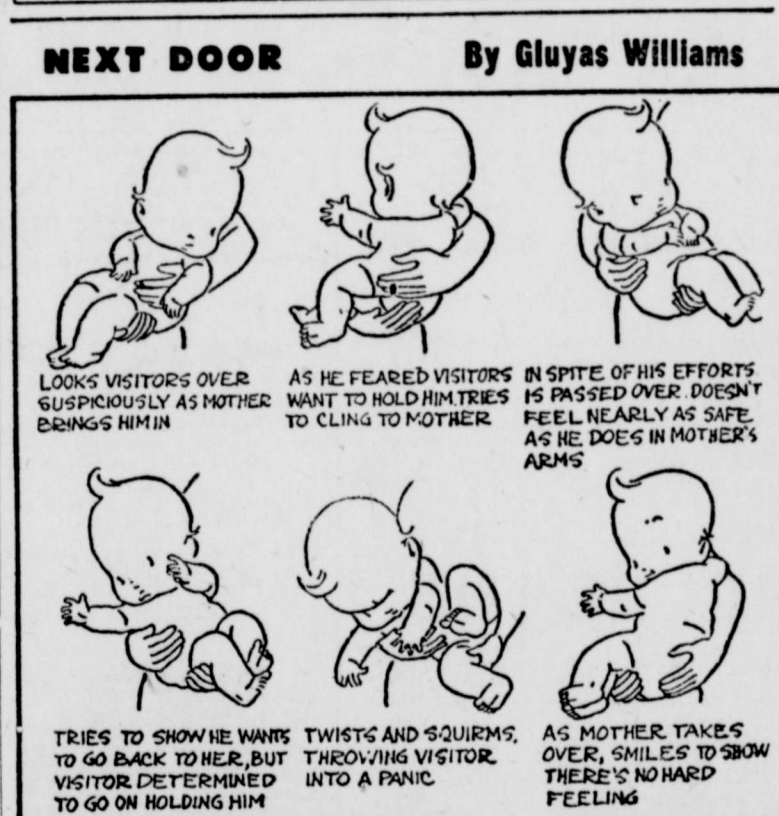 NEXT DOOR
By Gluyas Williams
LOOKS VISITORS OVER
SUSPICIOUSLY AS MOTHER
BRINGS HIM IN
AS HE FEARED VISITORS
WANT TO HOLD HIM, TRIES
TO CLING TO MOTHER
IN SPITE OF HIS EFFORTS
IS PASSED OVER. DOESN'T
FEEL NEARLY AS SAFE
AS HE DOES IN MOTHER'S
ARMS
TRIES TO SHOW HE WANTS
TO GO BACK TO HER, BUT
VISITOR DETERMINED
TO GO ON HOLDING HIM
TWISTS AND SQUIRMS,
THROWING VISITOR
INTO A PANIC
AS MOTHER TAKES
OVER, SMILES TO SHOW
THERE'S NO HARD
FEELING